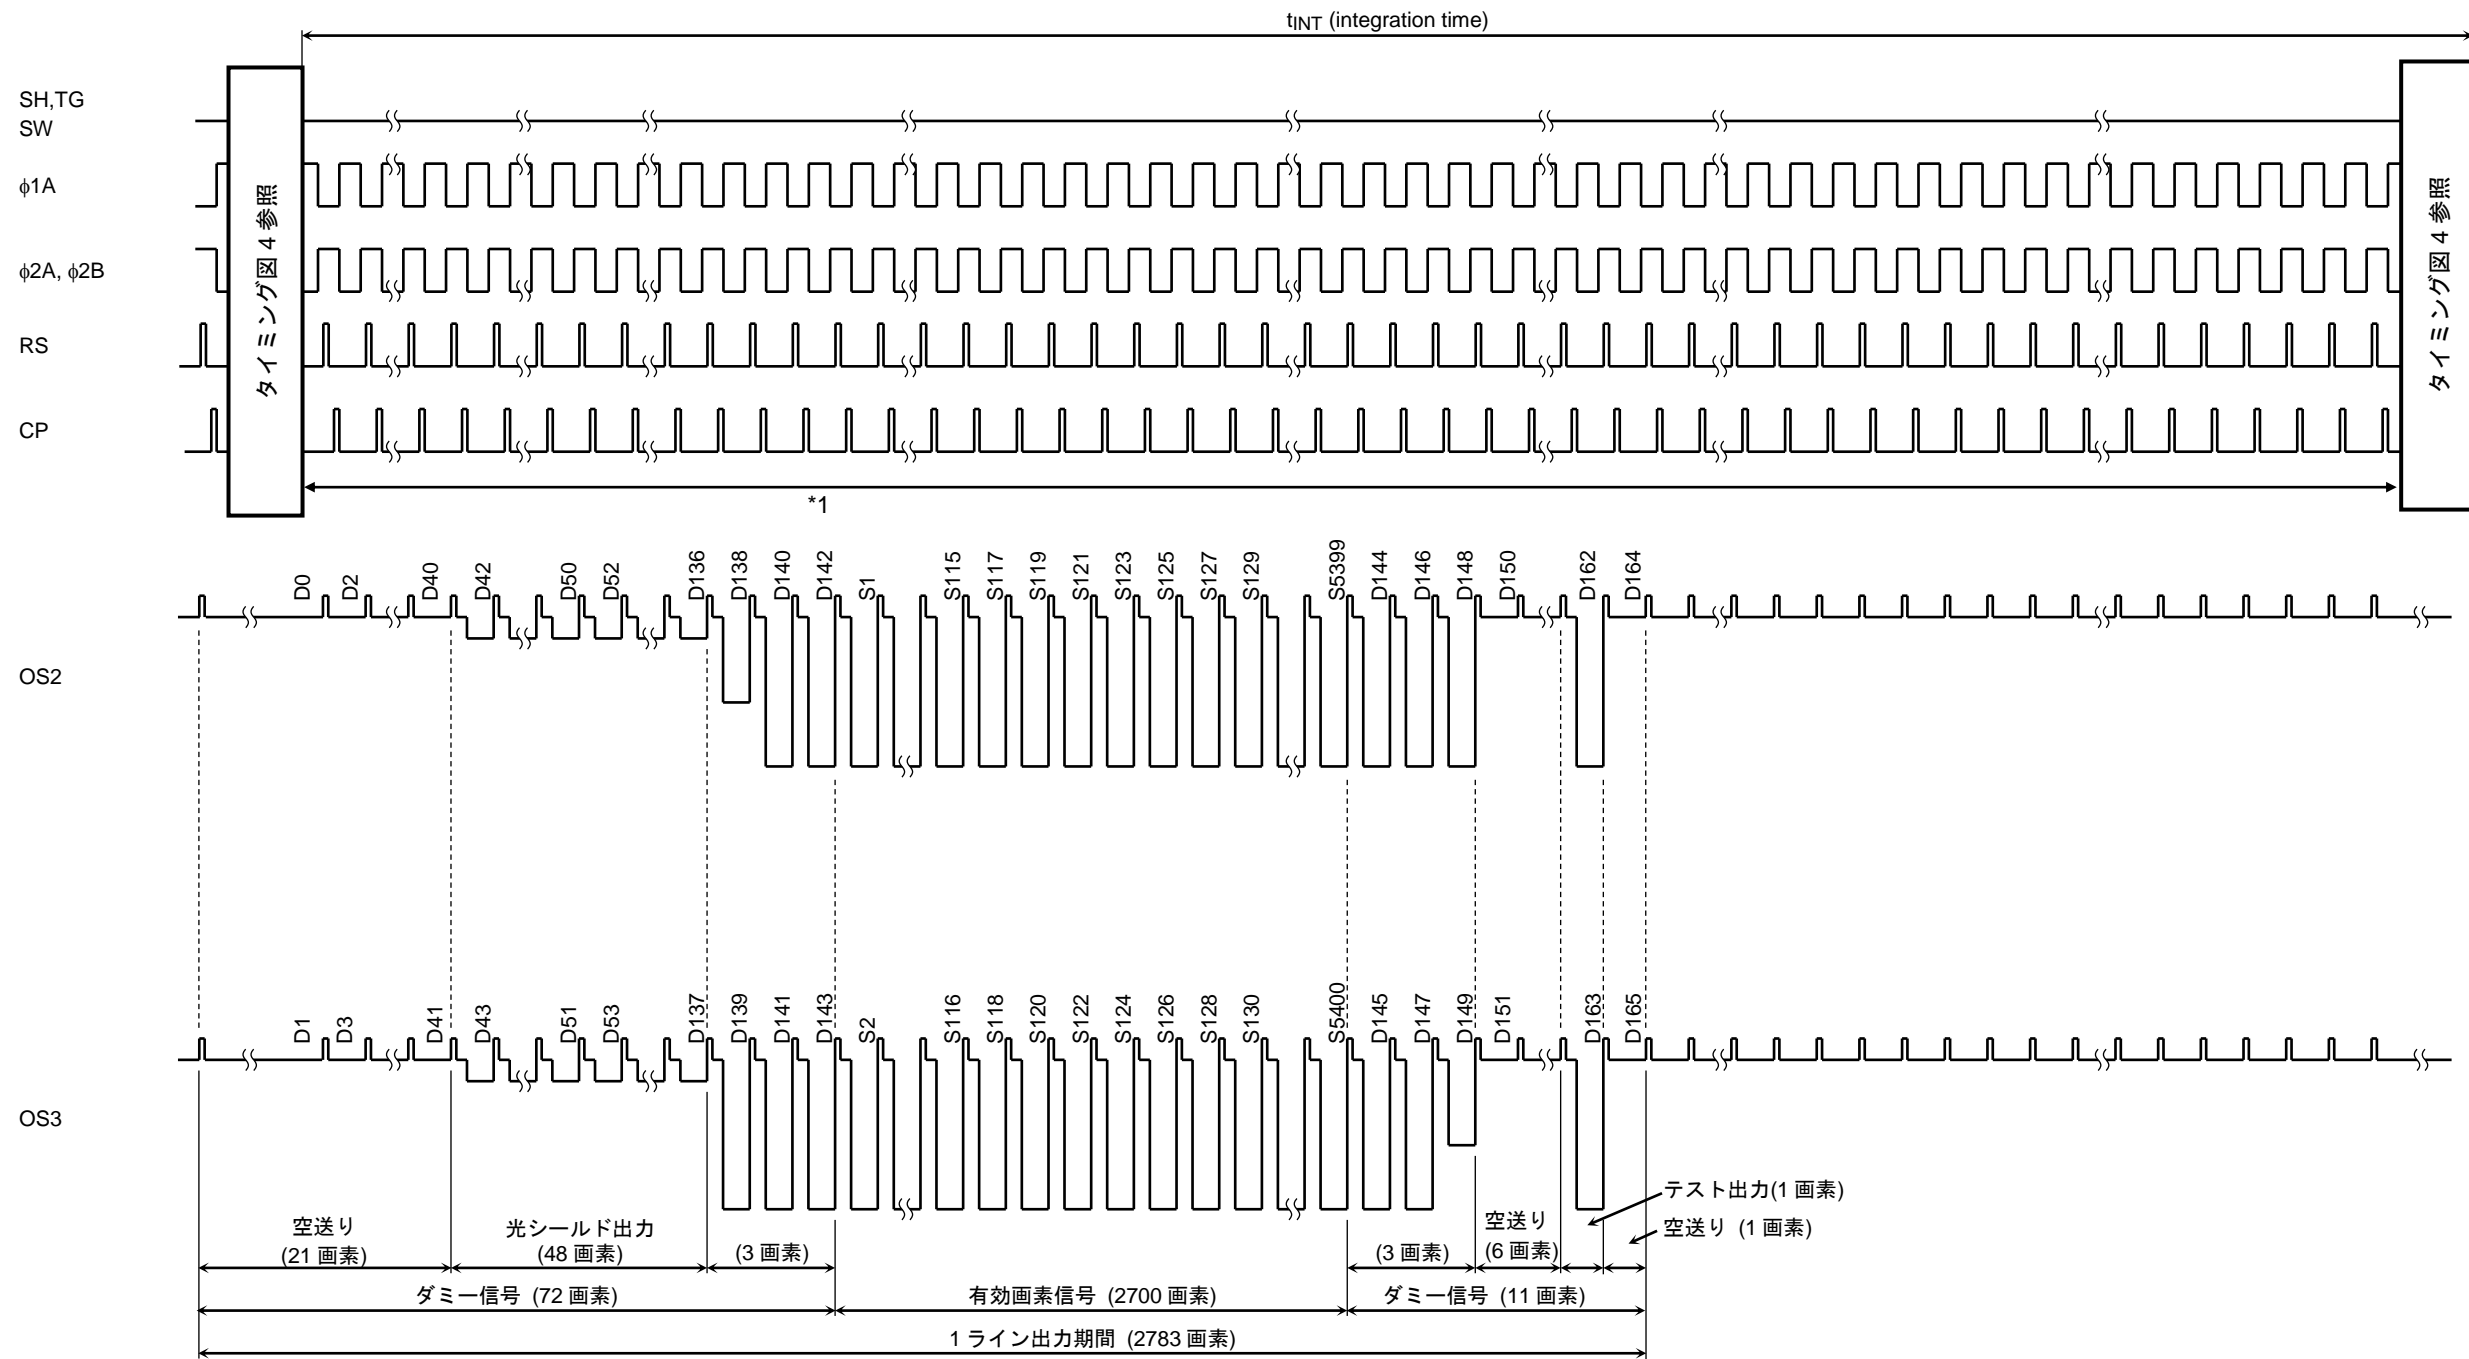 tINT (integration time)
SH,TG
SW
ϕ1A
ϕ2A, ϕ2B
RS
CP
タイミング図 4 参照
タイミング図 4 参照
*1
D0 D2 D40 D42 D50 D52 D136 D138 D140 D142 S1 S115 S117 S119 S121 S123 S125 S127 S129 S5399 D144 D146 D148 D150 D162 D164
OS2
D1 D3 D41 D43 D51 D53 D137 D139 D141 D143 S2 S116 S118 S120 S122 S124 S126 S128 S130 S5400 D145 D147 D149 D151 D163 D165
OS3
テスト出力(1 画素)
空送り (1 画素)
空送り
(21 画素)
光シールド出力
(48 画素)
(3 画素)
(3 画素)
空送り
(6 画素)
ダミー信号 (72 画素)
有効画素信号 (2700 画素)
ダミー信号 (11 画素)
1 ライン出力期間 (2783 画素)